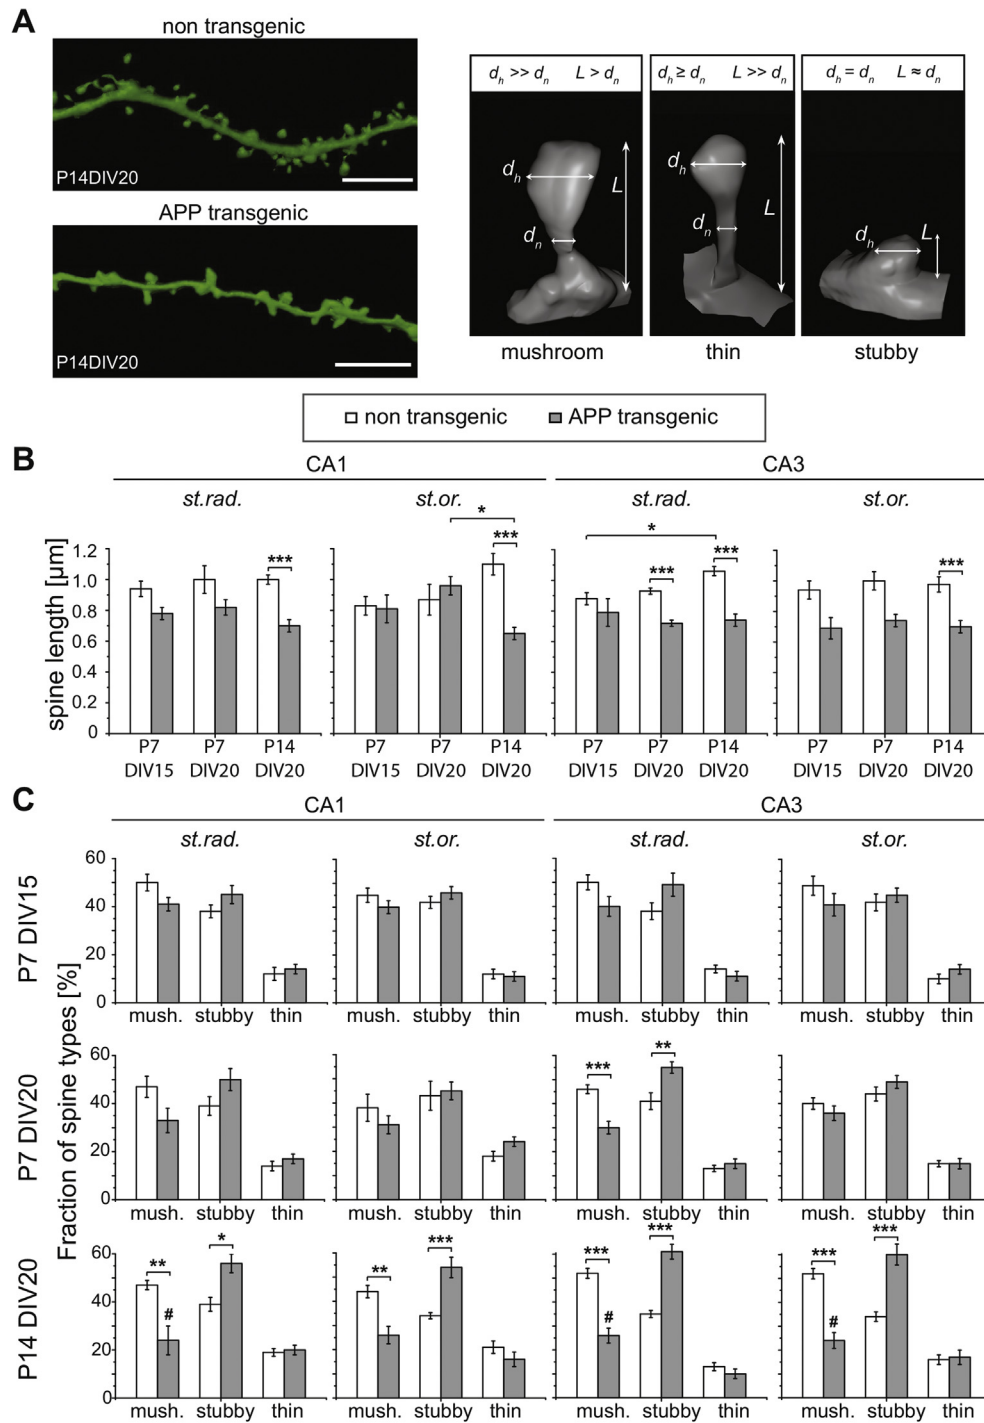 A
non transgenic
P14DIV20
APP transgenic
P14DIV20
dh >> dn L > dn
dh ≥ dn L >> dn
dh = dn L ≈ dn
dh
L
dn
dh
L
dn
dh
L
mushroom
thin
stubby
non transgenic APP transgenic
B
CA1 CA3
st.rad. st.or. st.rad. st.or.
* *
*** *** *** *** ***
spine length [µm]
1.2
1.0
0.8
0.6
0.4
0.2
0
P7 P7 P14 P7 P7 P14 P7 P7 P14 P7 P7 P14
DIV15 DIV20 DIV20 DIV15 DIV20 DIV20 DIV15 DIV20 DIV20 DIV15 DIV20 DIV20
C
CA1 CA3
st.rad. st.or. st.rad. st.or.
Fraction of spine types [%]
P7 DIV15
60
40
20
0
mush. stubby thin mush. stubby thin mush. stubby thin mush. stubby thin
P7 DIV20
60
40
20
0
*** **
mush. stubby thin mush. stubby thin mush. stubby thin mush. stubby thin
P14 DIV20
60
40
20
0
** * ** *** *** *** *** ***
# # #
mush. stubby thin mush. stubby thin mush. stubby thin mush. stubby thin